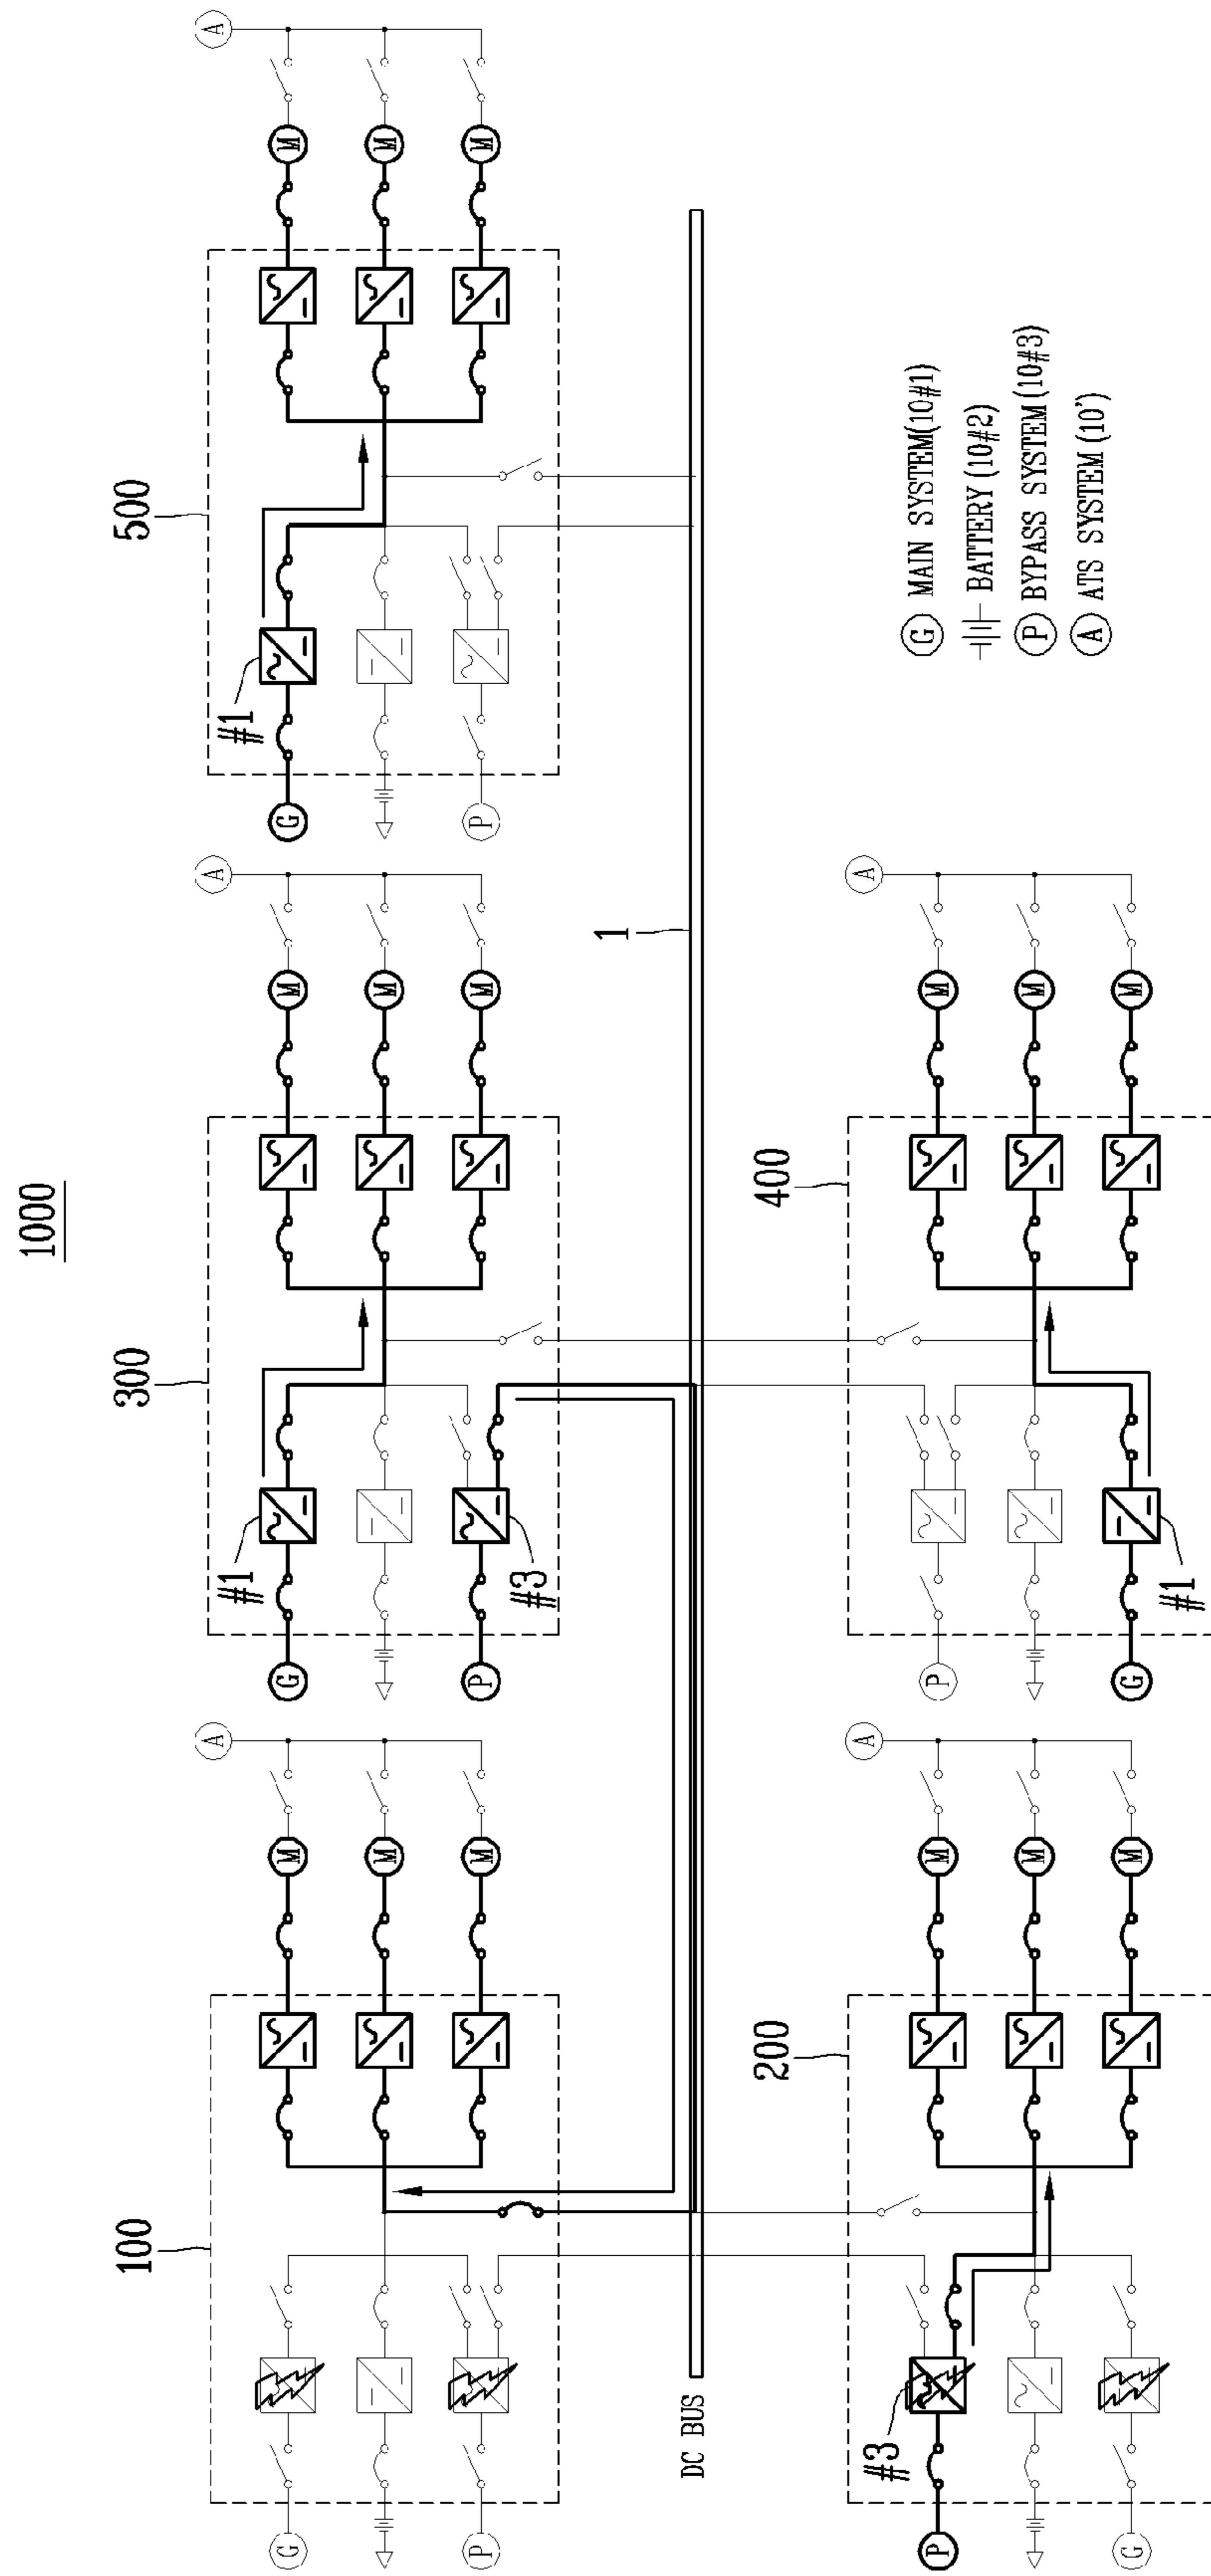 1000
100 300 500
A A A
#1 #1
G M G M G M
M M M
P M P M P M
#3
1
DC BUS
200 400
A A
#3
P M P M
M M
G M G M
#1
G MAIN SYSTEM(10#1)
BATTERY (10#2)
P BYPASS SYSTEM (10#3)
A ATS SYSTEM (10')